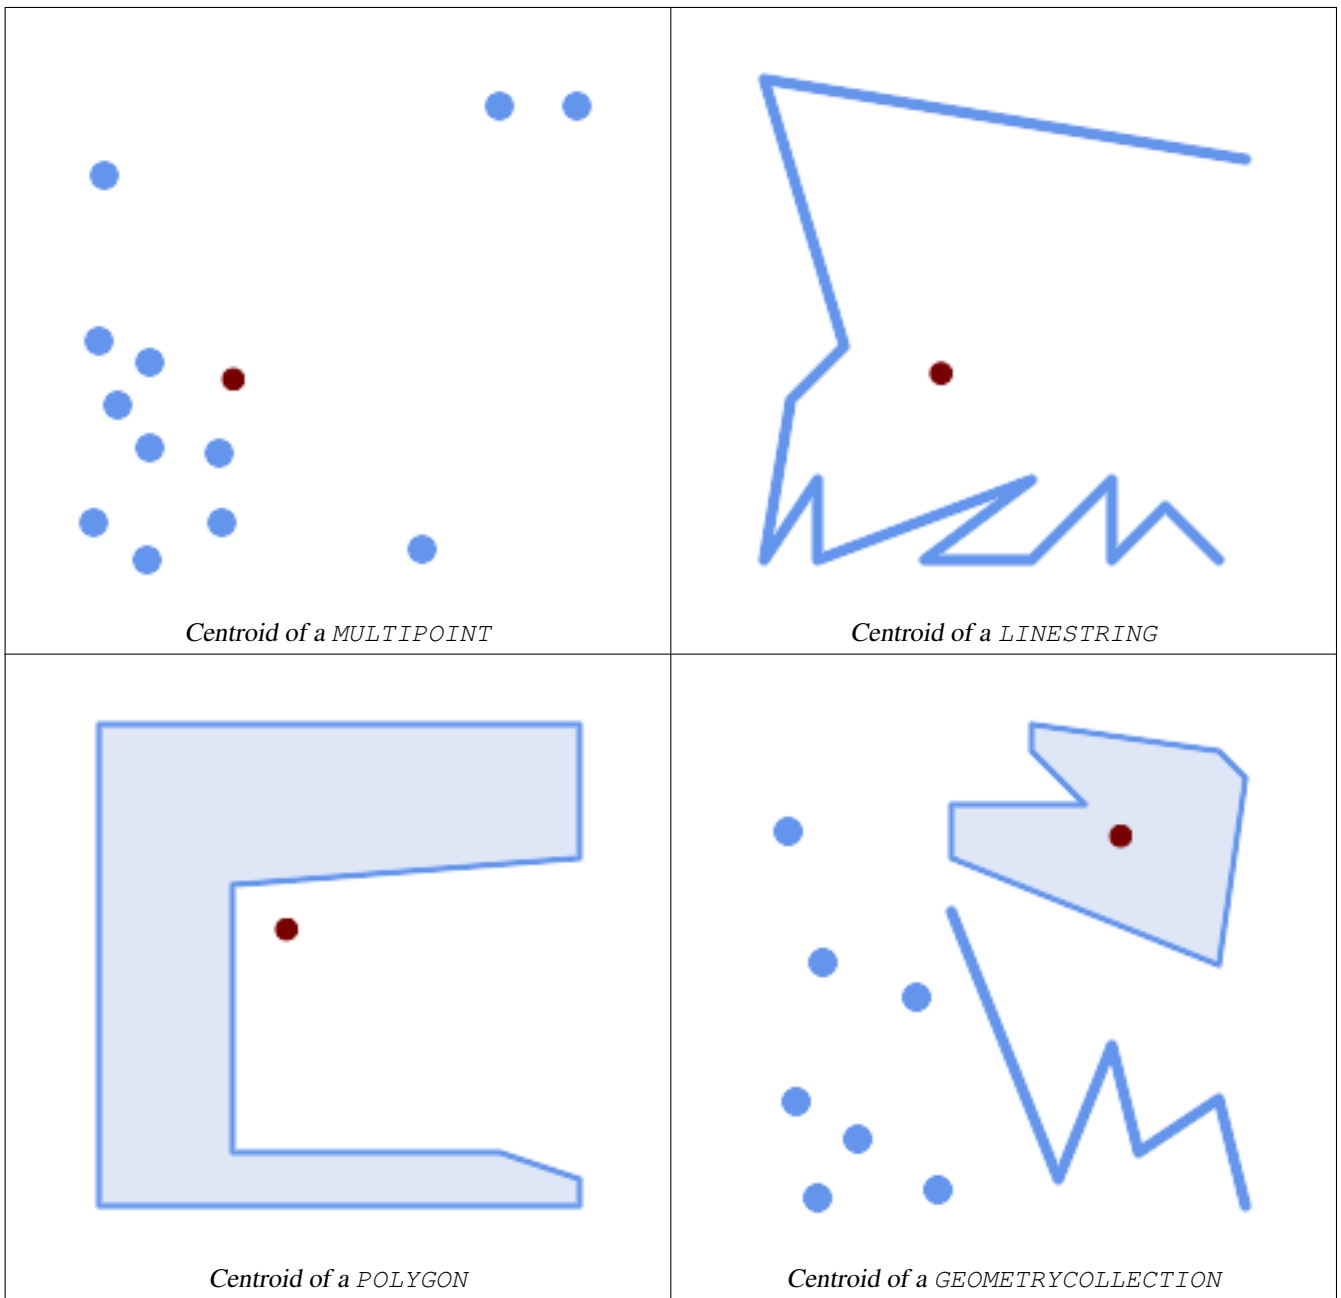 Centroid of a MULTIPOINT
Centroid of a LINESTRING
Centroid of a POLYGON
Centroid of a GEOMETRYCOLLECTION